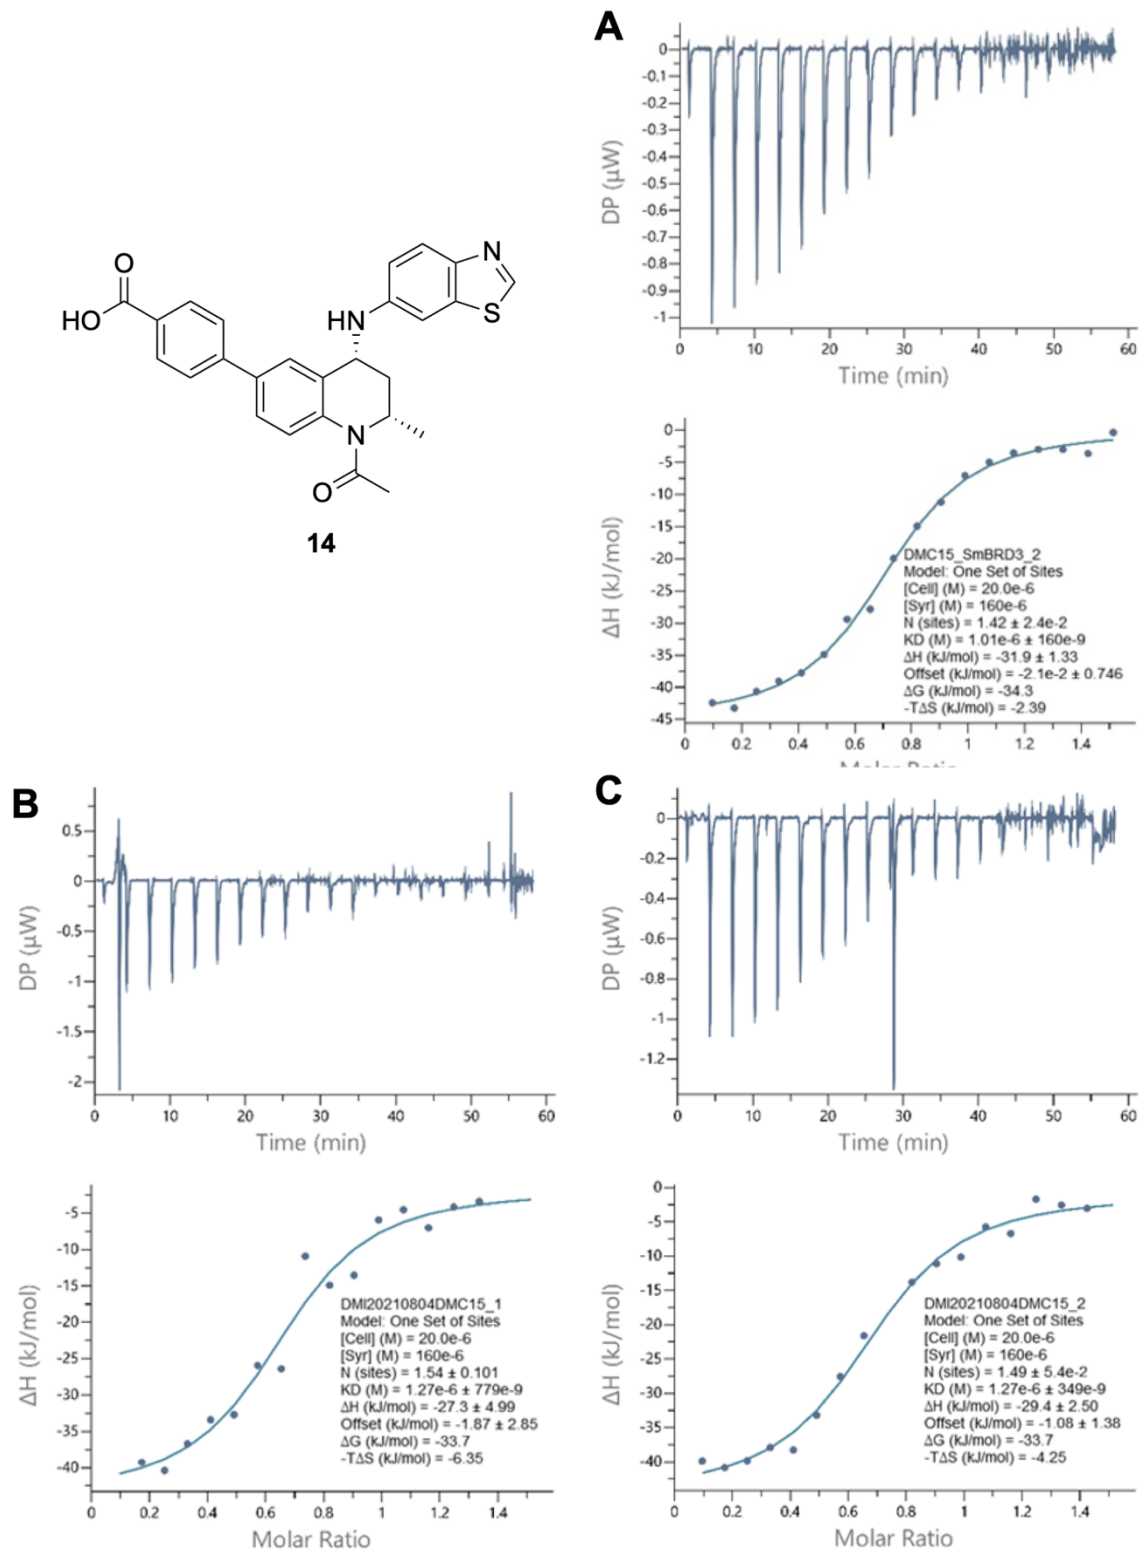 A
0
-0.1
-0.2
-0.3
-0.4
-0.5
-0.6
-0.7
-0.8
-0.9
-1
DP (µW)
0 10 20 30 40 50 60
Time (min)
O
HO
HN
N
S
N
O
14
0
-5
-10
-15
-20
-25
-30
-35
-40
-45
ΔH (kJ/mol)
DMC15_SmBRD3_2
Model: One Set of Sites
[Cell] (M) = 20.0e-6
[Syr] (M) = 160e-6
N (sites) = 1.42 ± 2.4e-2
KD (M) = 1.01e-6 ± 160e-9
ΔH (kJ/mol) = -31.9 ± 1.33
Offset (kJ/mol) = -2.1e-2 ± 0.746
ΔG (kJ/mol) = -34.3
-TΔS (kJ/mol) = -2.39
0 0.2 0.4 0.6 0.8 1 1.2 1.4
Molar Ratio
B
0.5
0
-0.5
-1
-1.5
-2
DP (µW)
0 10 20 30 40 50 60
Time (min)
-5
-10
-15
-20
-25
-30
-35
-40
ΔH (kJ/mol)
DMI20210804DMC15_1
Model: One Set of Sites
[Cell] (M) = 20.0e-6
[Syr] (M) = 160e-6
N (sites) = 1.54 ± 0.101
KD (M) = 1.27e-6 ± 779e-9
ΔH (kJ/mol) = -27.3 ± 4.99
Offset (kJ/mol) = -1.87 ± 2.85
ΔG (kJ/mol) = -33.7
-TΔS (kJ/mol) = -6.35
0 0.2 0.4 0.6 0.8 1 1.2 1.4
Molar Ratio
C
0
-0.2
-0.4
-0.6
-0.8
-1
-1.2
DP (µW)
0 10 20 30 40 50 60
Time (min)
0
-5
-10
-15
-20
-25
-30
-35
-40
ΔH (kJ/mol)
DMI20210804DMC15_2
Model: One Set of Sites
[Cell] (M) = 20.0e-6
[Syr] (M) = 160e-6
N (sites) = 1.49 ± 5.4e-2
KD (M) = 1.27e-6 ± 349e-9
ΔH (kJ/mol) = -29.4 ± 2.50
Offset (kJ/mol) = -1.08 ± 1.38
ΔG (kJ/mol) = -33.7
-TΔS (kJ/mol) = -4.25
0 0.2 0.4 0.6 0.8 1 1.2 1.4
Molar Ratio